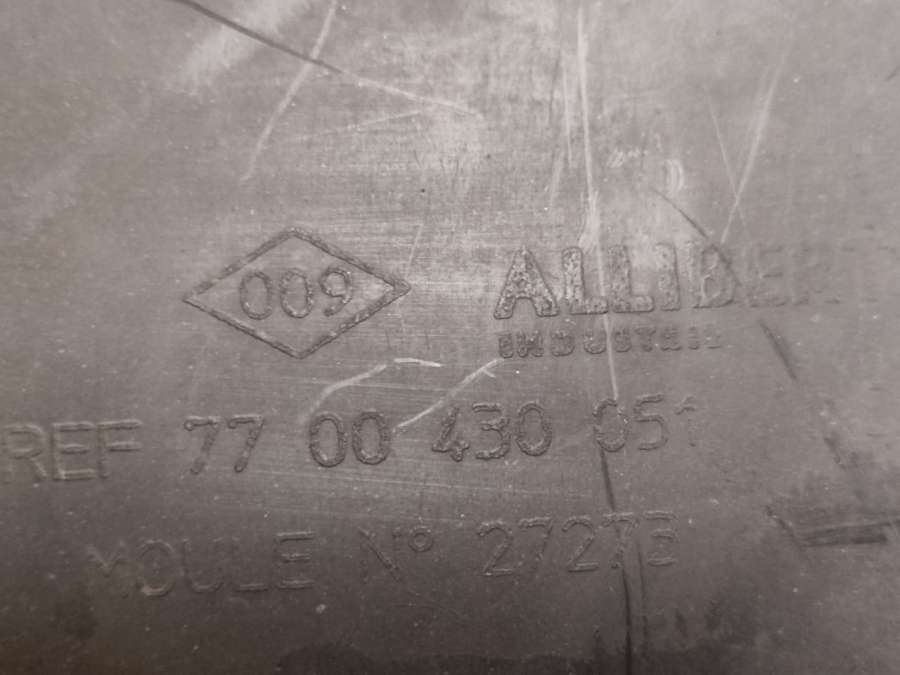 009
ALLIBERT
INDUSTRIE
REF 77 00 430 051
MOULE N° 27273